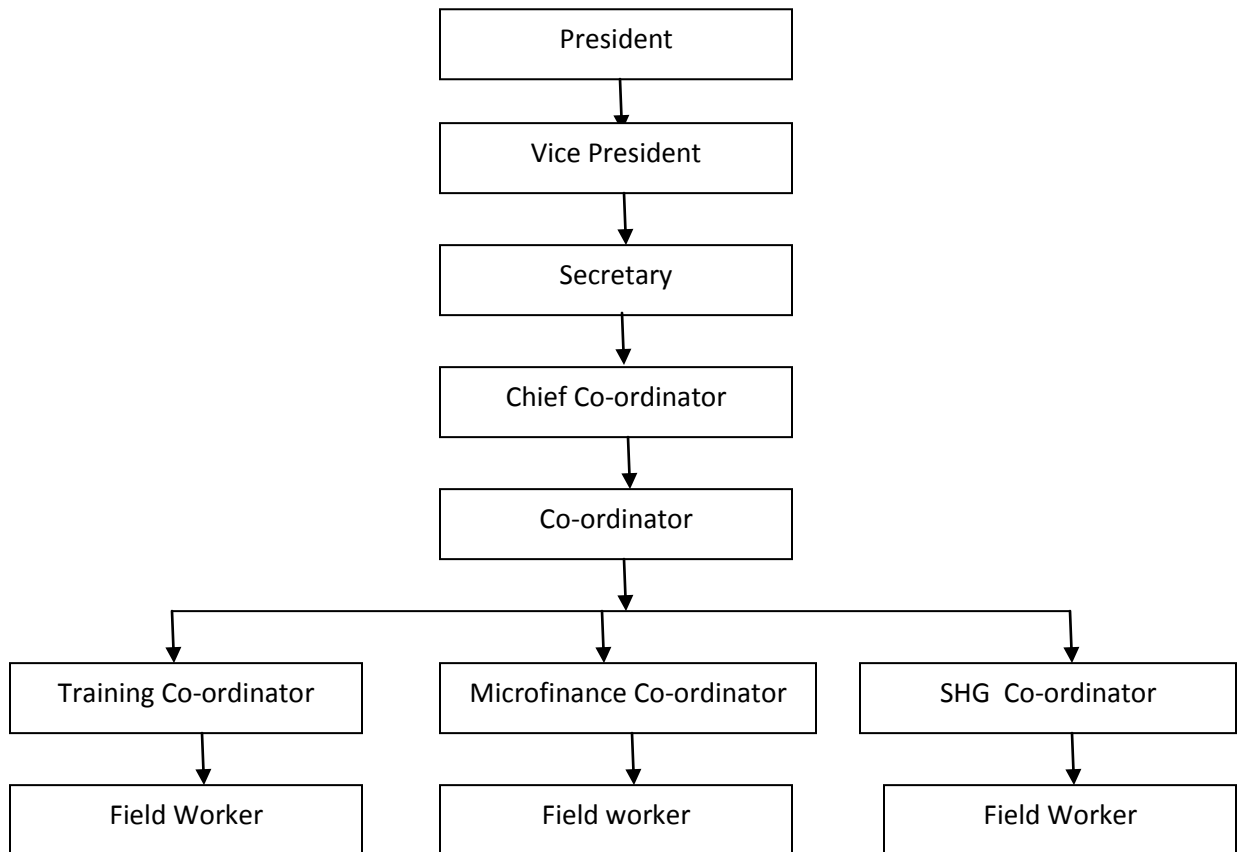 President
Vice President
Secretary
Chief Co-ordinator
Co-ordinator
Training Co-ordinator
Microfinance Co-ordinator
SHG  Co-ordinator
Field Worker
Field worker
Field Worker